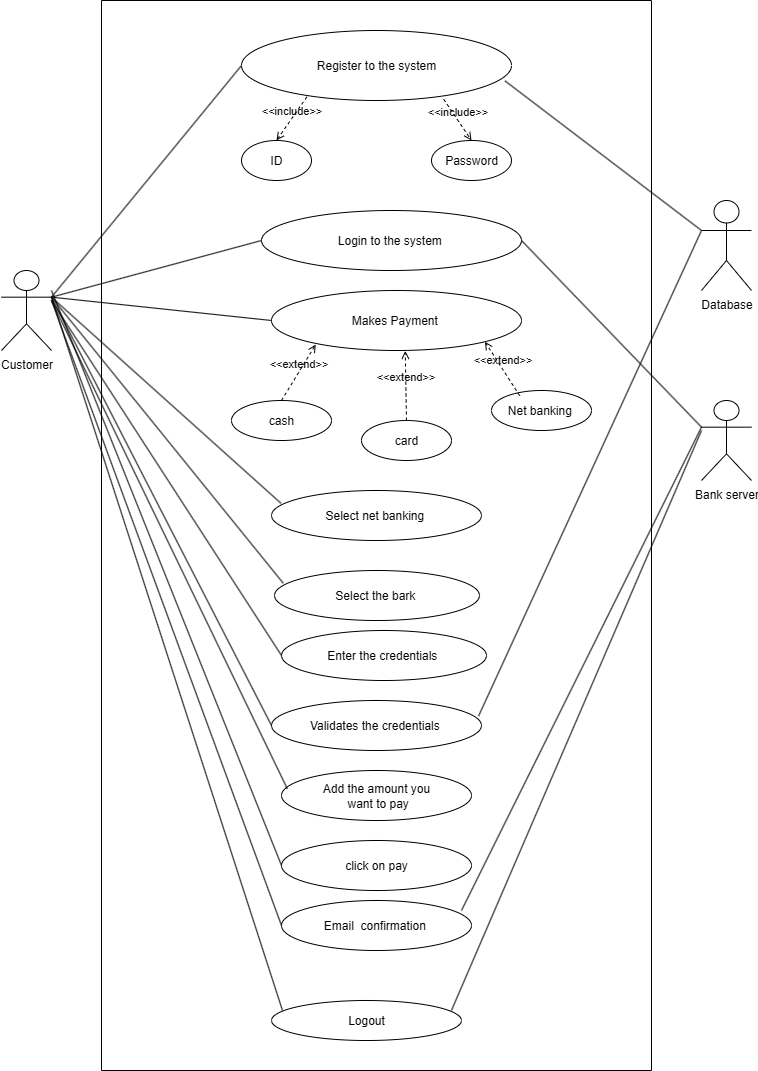 Register to the system
<<include>>
<<include>>
ID
Password
Login to the system
Database
Makes Payment
Customer
<<extend>>
<<extend>>
<<extend>>
cash
card
Net banking
Bank server
Select net banking
Select the bark
Enter the credentials
Validates the credentials
Add the amount you
want to pay
click on pay
Email confirmation
Logout